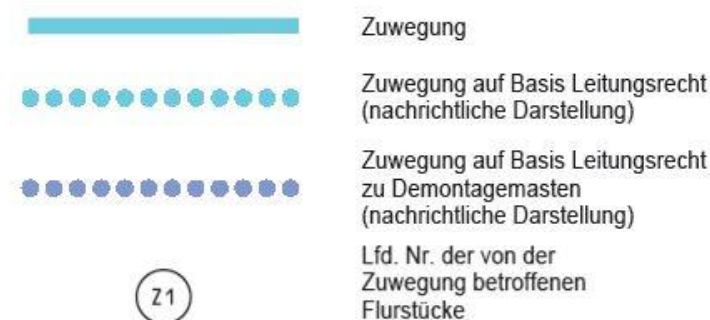 Zuwegung
Zuwegung auf Basis Leitungsrecht
(nachrichtliche Darstellung)
Zuwegung auf Basis Leitungsrecht
zu Demontagemasten
(nachrichtliche Darstellung)
Z1
Lfd. Nr. der von der
Zuwegung betroffenen
Flurstücke